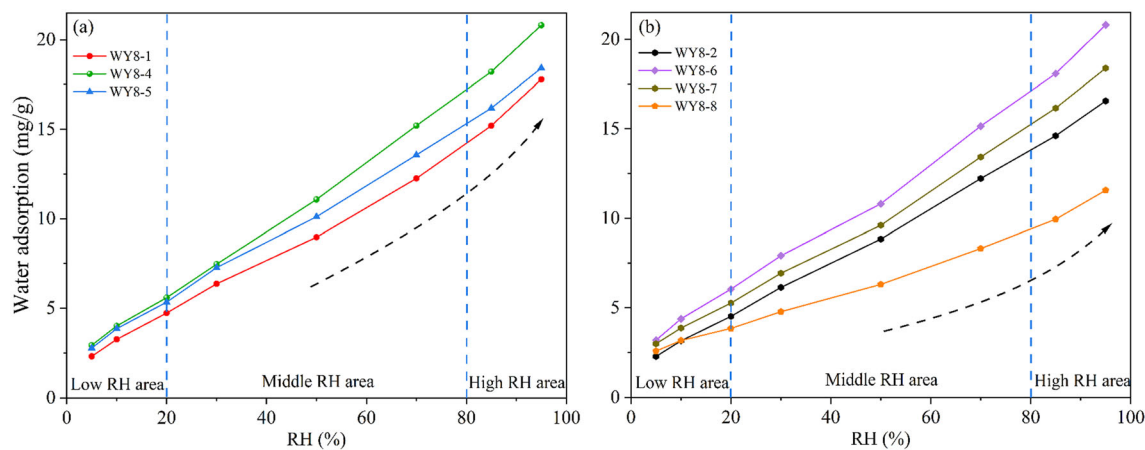 (a)
WY8-1
WY8-4
WY8-5
Water adsorption (mg/g)
20
15
10
5
0
Low RH area
Middle RH area
High RH area
0 20 40 60 80 100
RH (%)
(b)
WY8-2
WY8-6
WY8-7
WY8-8
20
15
10
5
0
Low RH area
Middle RH area
High RH area
0 20 40 60 80 100
RH (%)